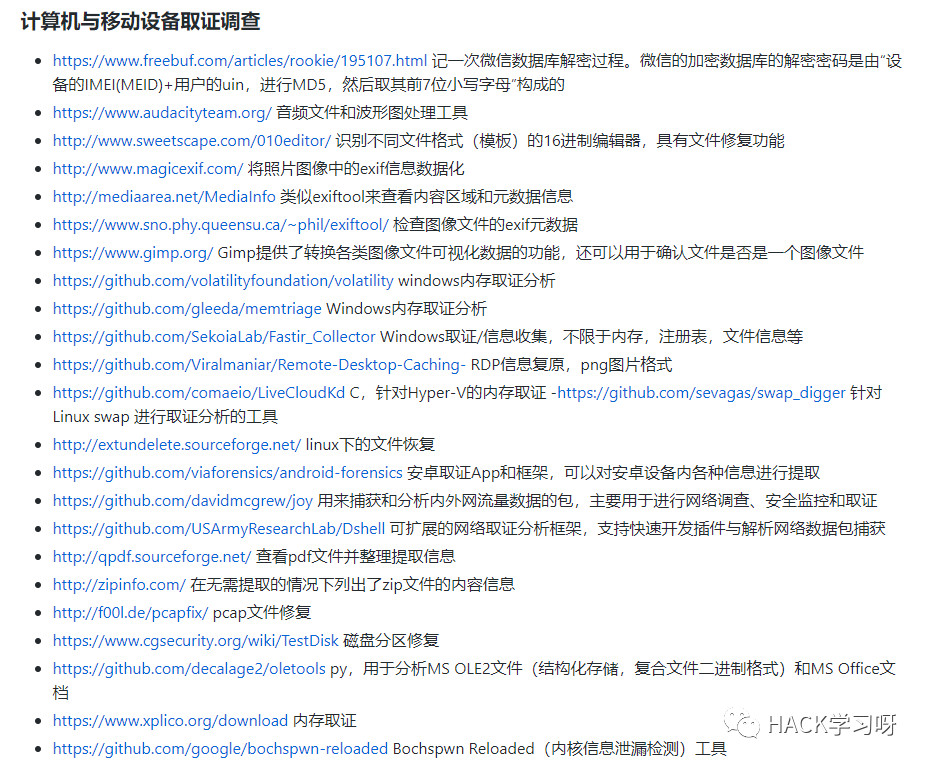 计算机与移动设备取证调查
https://www.freebuf.com/articles/rookie/195107.html 记一次微信数据库解密过程。微信的加密数据库的解密密码是由“设
备的IMEI(MEID)+用户的uin，进行MD5，然后取其前7位小写字母”构成的
https://www.audacityteam.org/ 音频文件和波形图处理工具
http://www.sweetscape.com/010editor/ 识别不同文件格式（模板）的16进制编辑器，具有文件修复功能
http://www.magicexif.com/ 将照片图像中的exif信息数据化
http://mediaarea.net/MediaInfo 类似exiftool来查看内容区域和元数据信息
https://www.sno.phy.queensu.ca/~phil/exiftool/ 检查图像文件的exif元数据
https://www.gimp.org/ Gimp提供了转换各类图像文件可视化数据的功能，还可以用于确认文件是否是一个图像文件
https://github.com/volatilityfoundation/volatility windows内存取证分析
https://github.com/gleeda/memtriage Windows内存取证分析
https://github.com/SekoiaLab/Fastir_Collector Windows取证/信息收集，不限于内存，注册表，文件信息等
https://github.com/Viralmaniar/Remote-Desktop-Caching- RDP信息复原，png图片格式
https://github.com/comaeio/LiveCloudKd C，针对Hyper-V的内存取证 -https://github.com/sevagas/swap_digger 针对
Linux swap 进行取证分析的工具
http://extundelete.sourceforge.net/ linux下的文件恢复
https://github.com/viaforensics/android-forensics 安卓取证App和框架，可以对安卓设备内各种信息进行提取
https://github.com/davidmcgrew/joy 用来捕获和分析内外网流量数据的包，主要用于进行网络调查、安全监控和取证
https://github.com/USArmyResearchLab/Dshell 可扩展的网络取证分析框架，支持快速开发插件与解析网络数据包捕获
http://qpdf.sourceforge.net/ 查看pdf文件并整理提取信息
http://zipinfo.com/ 在无需提取的情况下列出了zip文件的内容信息
http://f00l.de/pcapfix/ pcap文件修复
https://www.cgsecurity.org/wiki/TestDisk 磁盘分区修复
https://github.com/decalage2/oletools py，用于分析MS OLE2文件（结构化存储，复合文件二进制格式）和MS Office文
档
https://www.xplico.org/download 内存取证
https://github.com/google/bochspwn-reloaded Bochspwn Reloaded（内核信息泄漏检测）工具
HACK学习呀